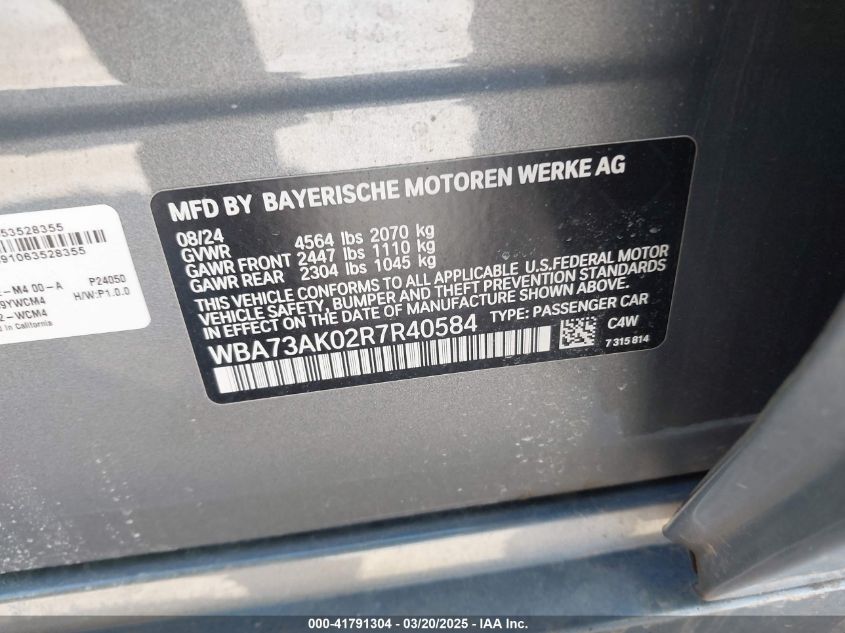 53528355
91063528355
M4 00-A P24050
9YWCM4 H/W:P1.0.0
2-WCM4
in California
MFD BY BAYERISCHE MOTOREN WERKE AG
08/24
GVWR 4564 lbs 2070 kg
GAWR FRONT 2447 lbs 1110 kg
GAWR REAR 2304 lbs 1045 kg
THIS VEHICLE CONFORMS TO ALL APPLICABLE U.S.FEDERAL MOTOR
VEHICLE SAFETY, BUMPER AND THEFT PREVENTION STANDARDS
IN EFFECT ON THE DATE OF MANUFACTURE SHOWN ABOVE.
WBA73AK02R7R40584 TYPE: PASSENGER CAR
C4W
7 315 814
000-41791304 | 03/20/2025 - IAA Inc.